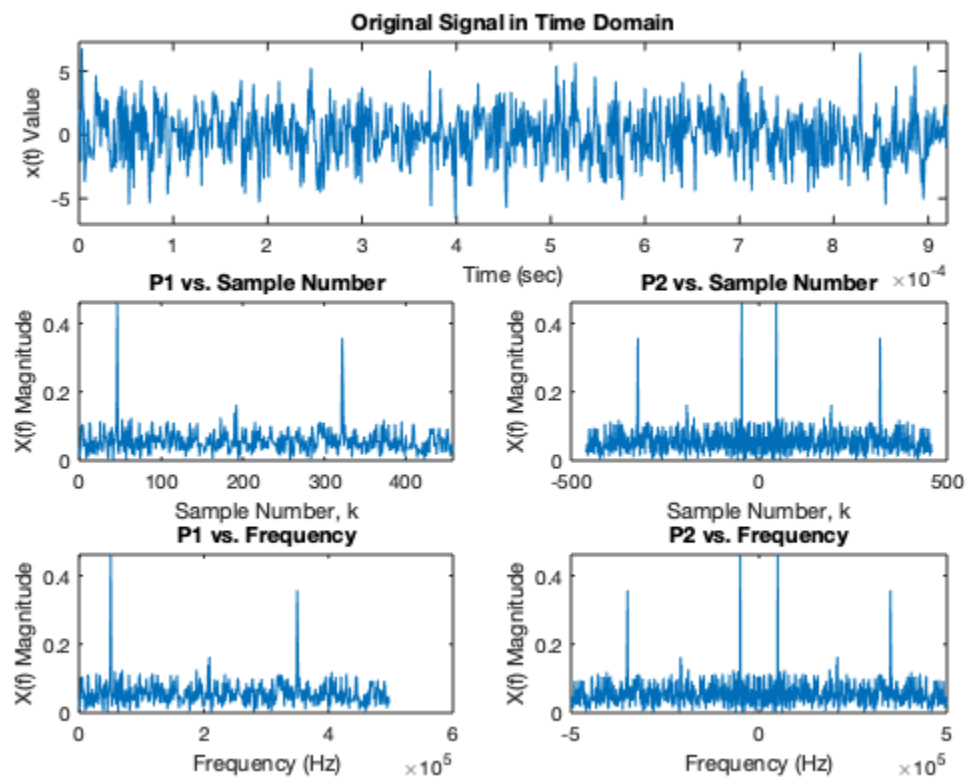 Original Signal in Time Domain
x(t) Value
5
0
-5
0 1 2 3 4 5 6 7 8 9
Time (sec)
×10⁻⁴
P1 vs. Sample Number
X(f) Magnitude
0.4
0.2
0
0 100 200 300 400
Sample Number, k
P2 vs. Sample Number
X(f) Magnitude
0.4
0.2
0
-500 0 500
Sample Number, k
P1 vs. Frequency
X(f) Magnitude
0.4
0.2
0
0 2 4 6
Frequency (Hz)
×10⁵
P2 vs. Frequency
X(f) Magnitude
0.4
0.2
0
-5 0 5
Frequency (Hz)
×10⁵